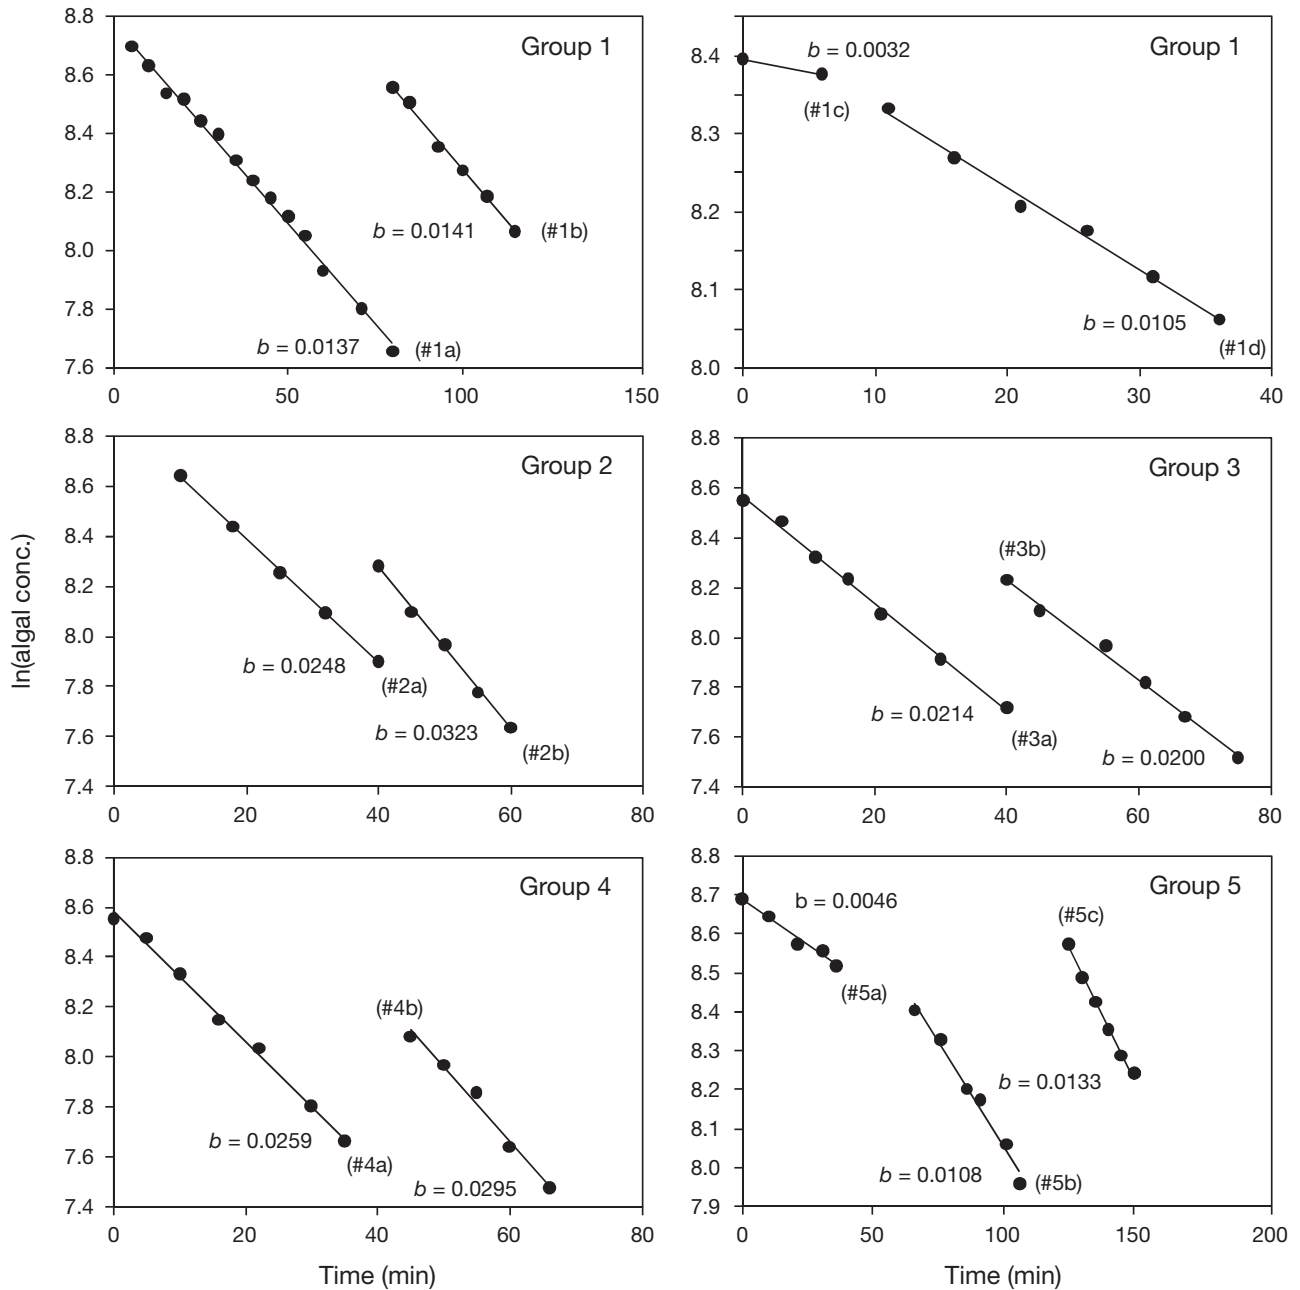 8.8
8.6
8.4
8.2
8.0
7.8
7.6
0
50
100
150
Group 1
b = 0.0141
(#1b)
b = 0.0137
(#1a)
8.4
8.3
8.2
8.1
8.0
0
10
20
30
40
b = 0.0032
Group 1
(#1c)
b = 0.0105
(#1d)
ln(algal conc.)
8.8
8.6
8.4
8.2
8.0
7.8
7.6
7.4
0
20
40
60
80
Group 2
b = 0.0248
(#2a)
b = 0.0323
(#2b)
8.8
8.6
8.4
8.2
8.0
7.8
7.6
7.4
0
20
40
60
80
Group 3
(#3b)
b = 0.0214
(#3a)
b = 0.0200
8.8
8.6
8.4
8.2
8.0
7.8
7.6
7.4
0
20
40
60
80
Group 4
(#4b)
b = 0.0259
(#4a)
b = 0.0295
Time (min)
8.8
8.7
8.6
8.5
8.4
8.3
8.2
8.1
8.0
7.9
0
50
100
150
200
Group 5
b = 0.0046
(#5c)
(#5a)
b = 0.0133
b = 0.0108
(#5b)
Time (min)